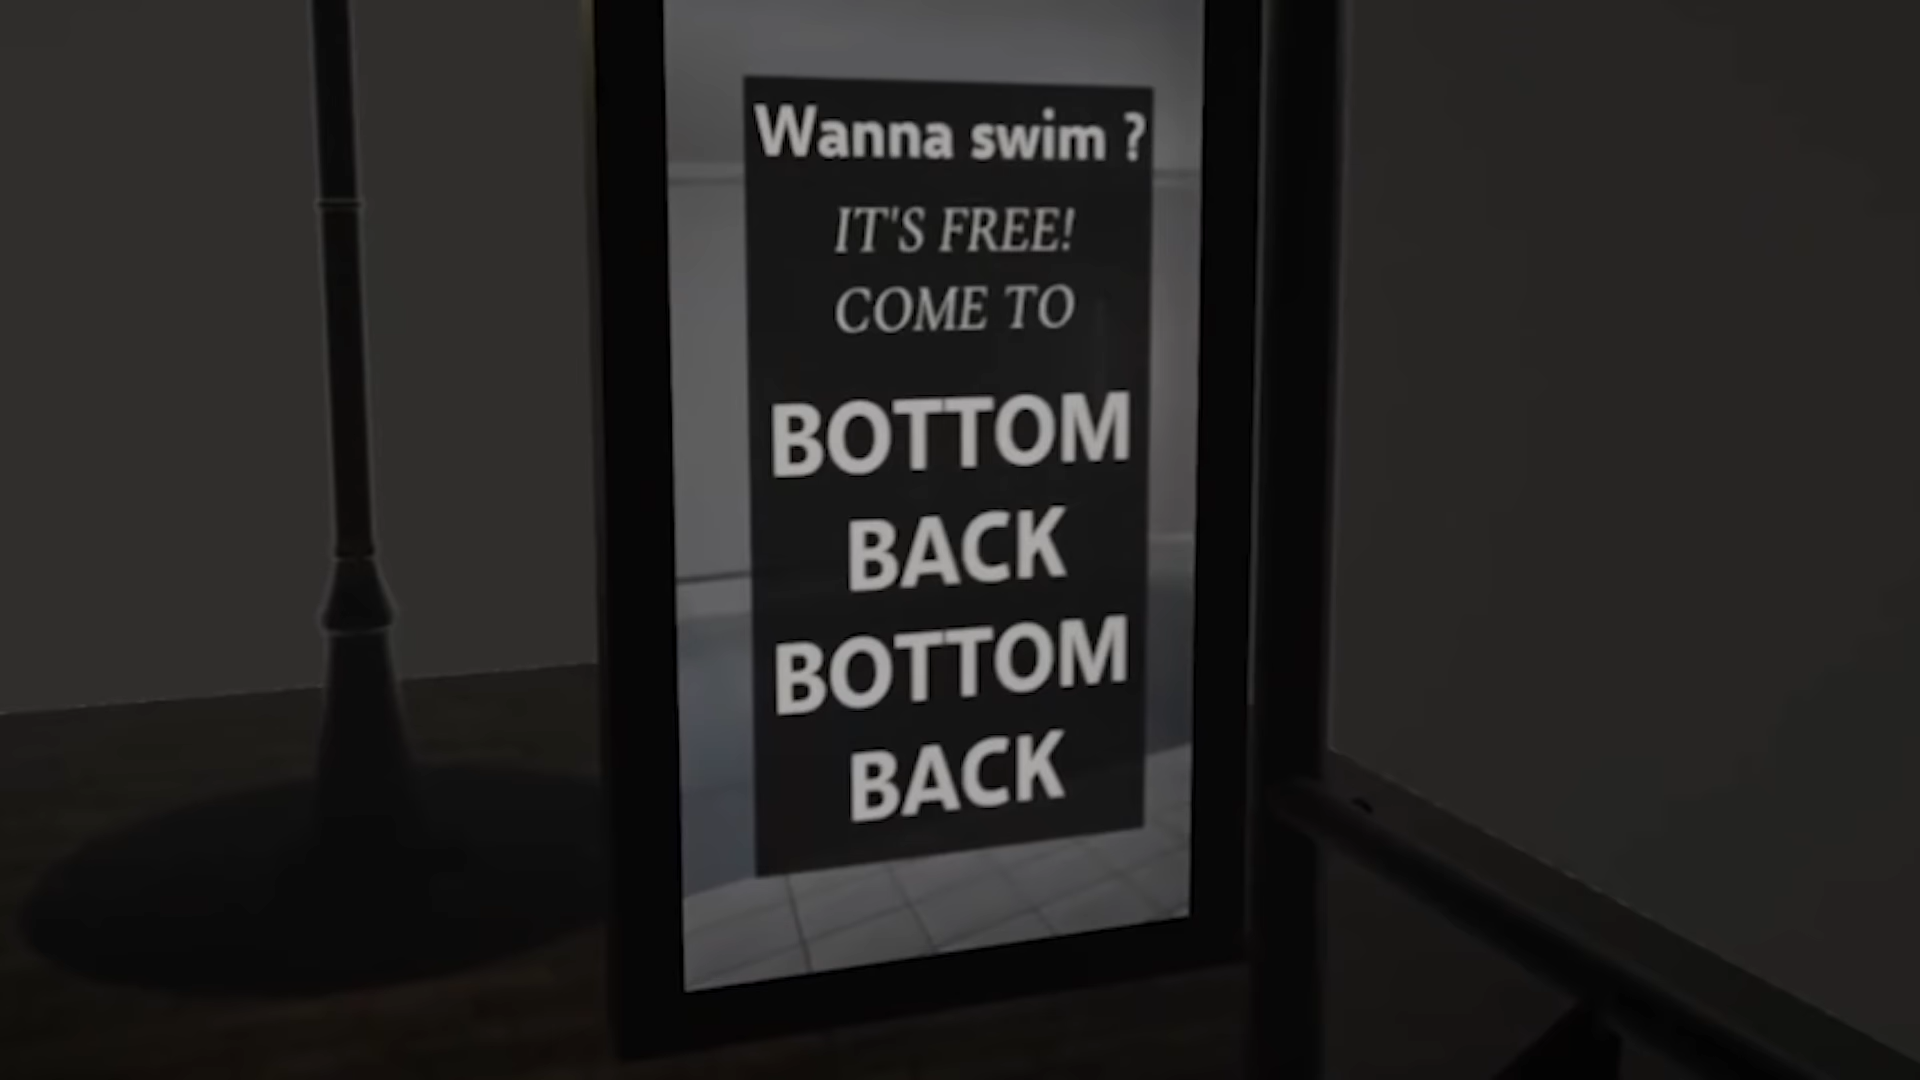 Wanna swim ?
IT'S FREE!
COME TO
BOTTOM
BACK
BOTTOM
BACK